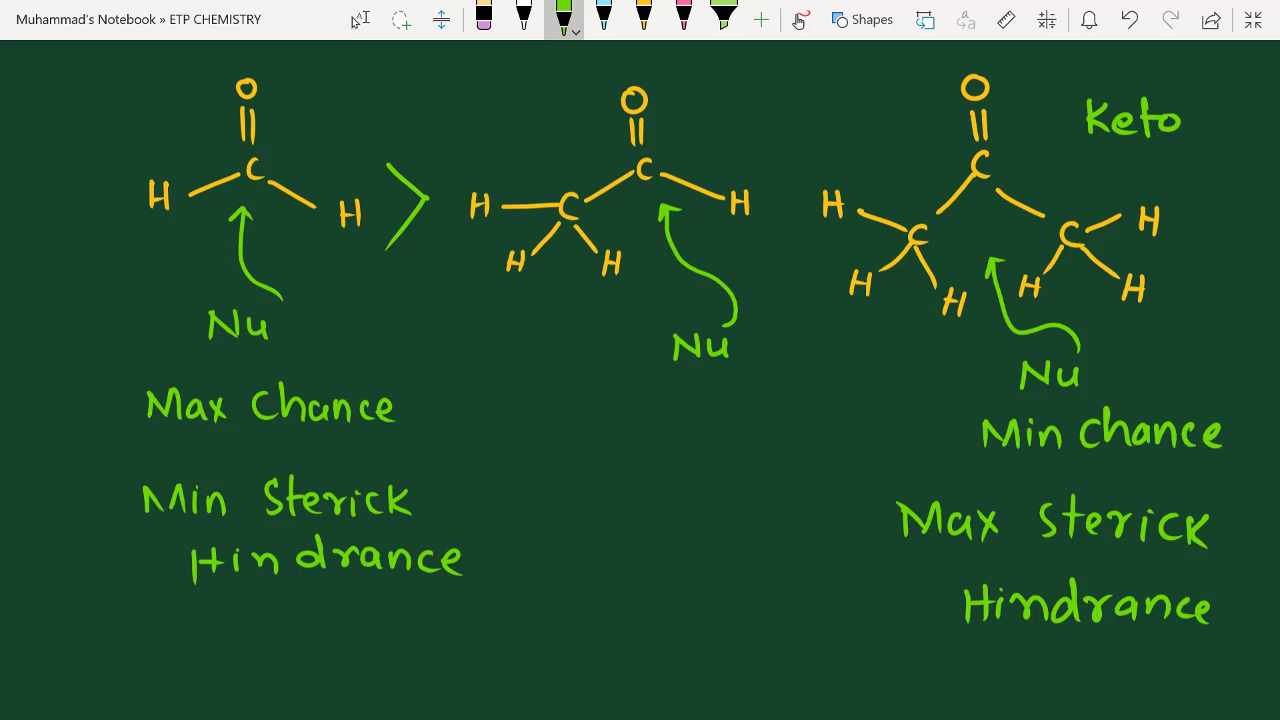 Muhammad's Notebook » ETP CHEMISTRY
Shapes
O O O Keto
C C C
H H H H H C C H
C
H H H H H H
Nu Nu Nu
Max Chance Min Chance
Min Sterick Max Sterick
Hindrance Hindrance